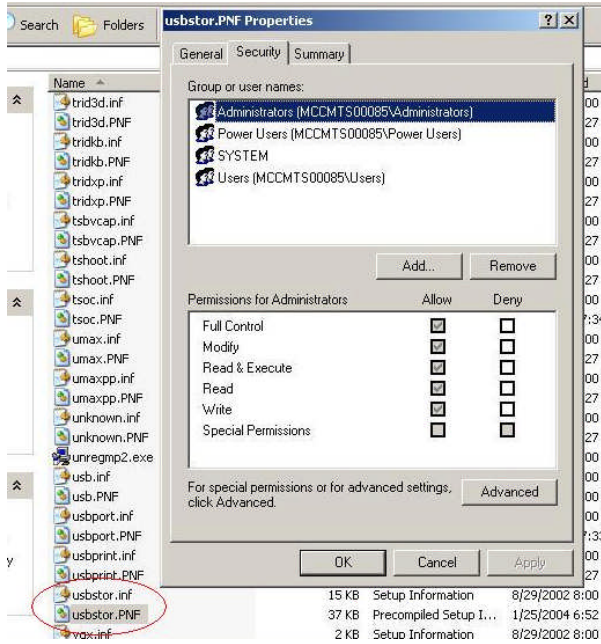 Search
Folders
usbstor.PNF Properties
General
Security
Summary
Name
Group or user names:
Administrators (MCCMTS00085\Administrators)
Power Users (MCCMTS00085\Power Users)
SYSTEM
Users (MCCMTS00085\Users)
Add...
Remove
Permissions for Administrators
Allow
Deny
Full Control
Modify
Read & Execute
Read
Write
Special Permissions
For special permissions or for advanced settings,
click Advanced.
Advanced
OK
Cancel
Apply
trid3d.inf
trid3d.PNF
tridkb.inf
tridkb.PNF
tridxp.inf
tridxp.PNF
tsbvcap.inf
tsbvcap.PNF
tshoot.inf
tshoot.PNF
tsoc.inf
tsoc.PNF
umax.inf
umax.PNF
umaxpp.inf
umaxpp.PNF
unknown.inf
unknown.PNF
unregmp2.exe
usb.inf
usb.PNF
usbport.inf
usbport.PNF
usbprint.inf
usbprint.PNF
usbstor.inf 15 KB Setup Information 8/29/2002 8:00
usbstor.PNF 37 KB Precompiled Setup I... 1/25/2004 6:52
vgx.inf 2 KB Setup Information 8/29/2002 8:00